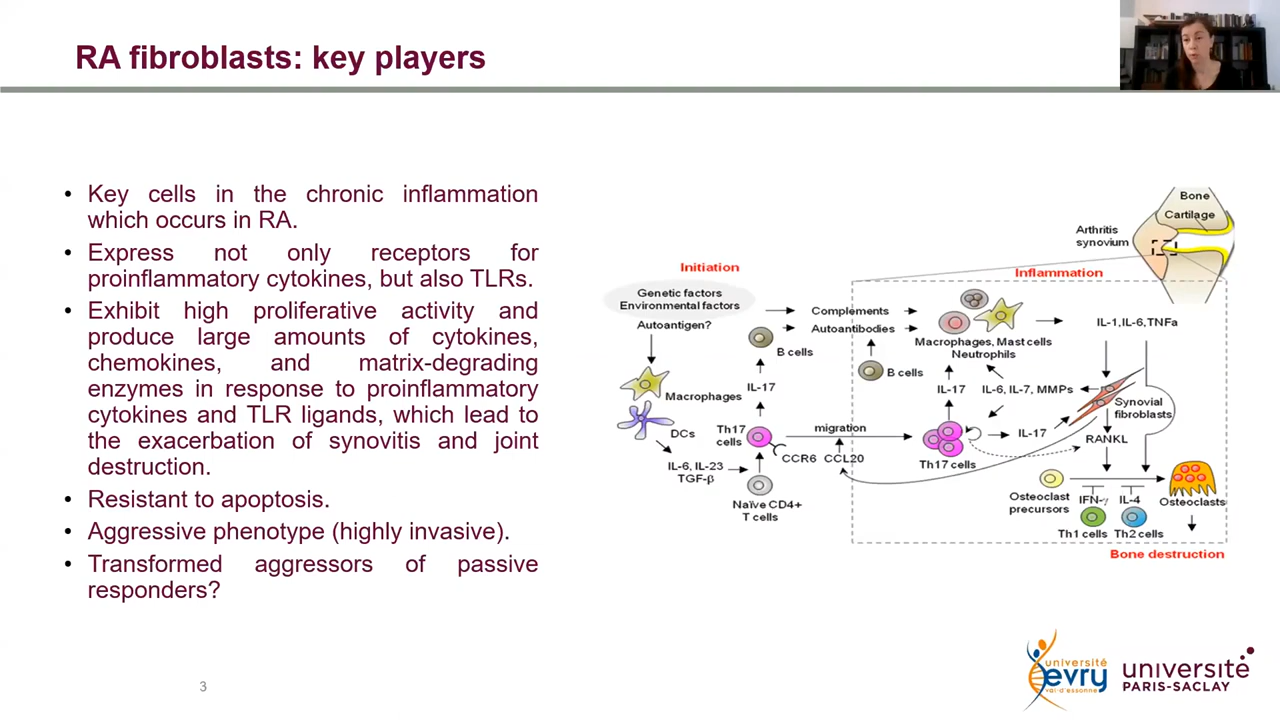 RA fibroblasts: key players
• Key cells in the chronic inflammation
which occurs in RA.
• Express not only receptors for
proinflammatory cytokines, but also TLRs.
• Exhibit high proliferative activity and
produce large amounts of cytokines,
chemokines, and matrix-degrading
enzymes in response to proinflammatory
cytokines and TLR ligands, which lead to
the exacerbation of synovitis and joint
destruction.
• Resistant to apoptosis.
• Aggressive phenotype (highly invasive).
• Transformed aggressors of passive
responders?
Bone
Cartilage
Arthritis
synovium
Initiation
Inflammation
Genetic factors
Environmental factors
Autoantigen?
Complements
Autoantibodies
B cells
B cells
Macrophages, Mast cells
Neutrophils
IL-1,IL-6,TNFa
Macrophages
IL-17
IL-17
IL-6, IL-7, MMPs
Synovial
fibroblasts
DCs
Th17
cells
migration
IL-17
RANKL
CCR6
CCL20
Th17 cells
IL-6, IL-23
TGF-β
Naïve CD4+
T cells
Osteoclast
precursors
IFN-γ
IL-4
Osteoclasts
Th1 cells
Th2 cells
Bone destruction
3
université
evry
val-d'essonne
université
PARIS-SACLAY